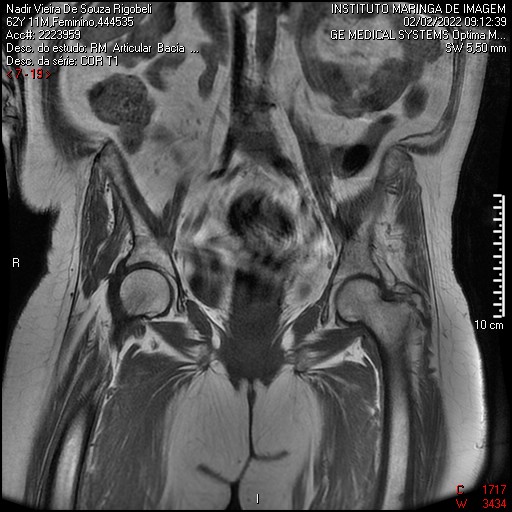 Nadir Vieira De Souza Rigobeli
62Y 11M,Feminiho,444535
Acc#: 2223959
Desc. do estudo: RM Articular Bacia ...
Desc. da série: COR T1
<7 -15>
INSTITUTO MARINGA DE IMAGEM
02/02/2022 09:12:39
GE MEDICAL SYSTEMS Optima M...
SW 5,50 mm
R
10 cm
I
C 1717
W 3434